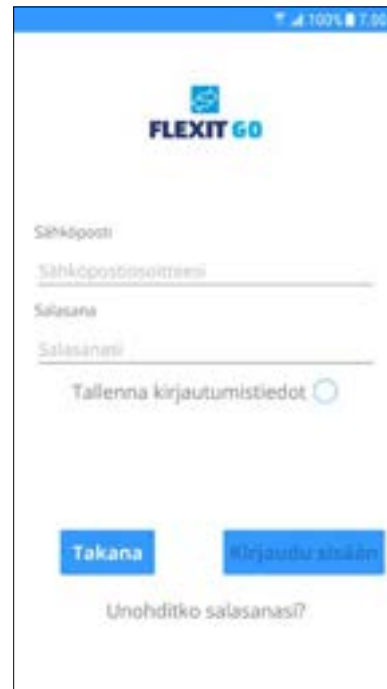 100% 7.00
FLEXIT GO
Sähköposti
Sähköpostiosoitteesi
Salasana
Salasanasi
Tallenna kirjautumistiedot
Takana
Kirjaudu sisään
Unohditko salasanasi?